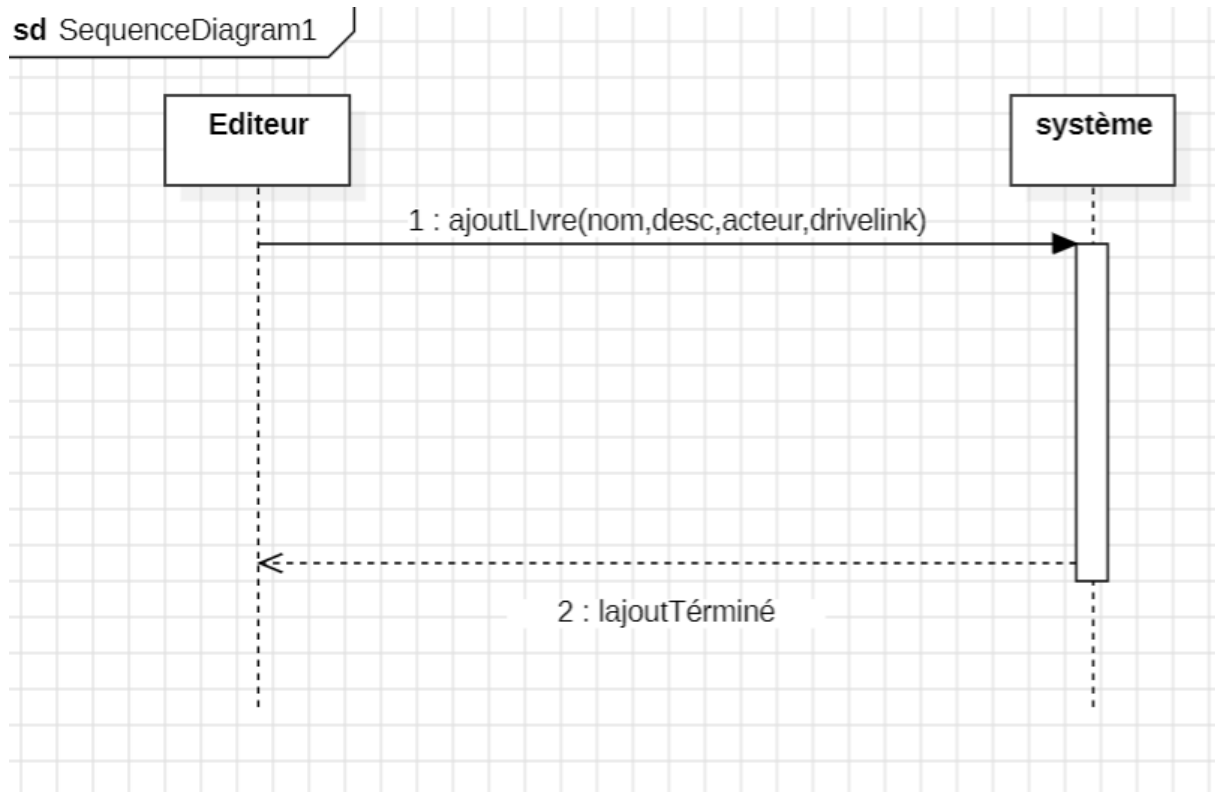 sd SequenceDiagram1
Editeur
système
1 : ajoutLIvre(nom,desc,acteur,drivelink)
2 : lajoutTérminé